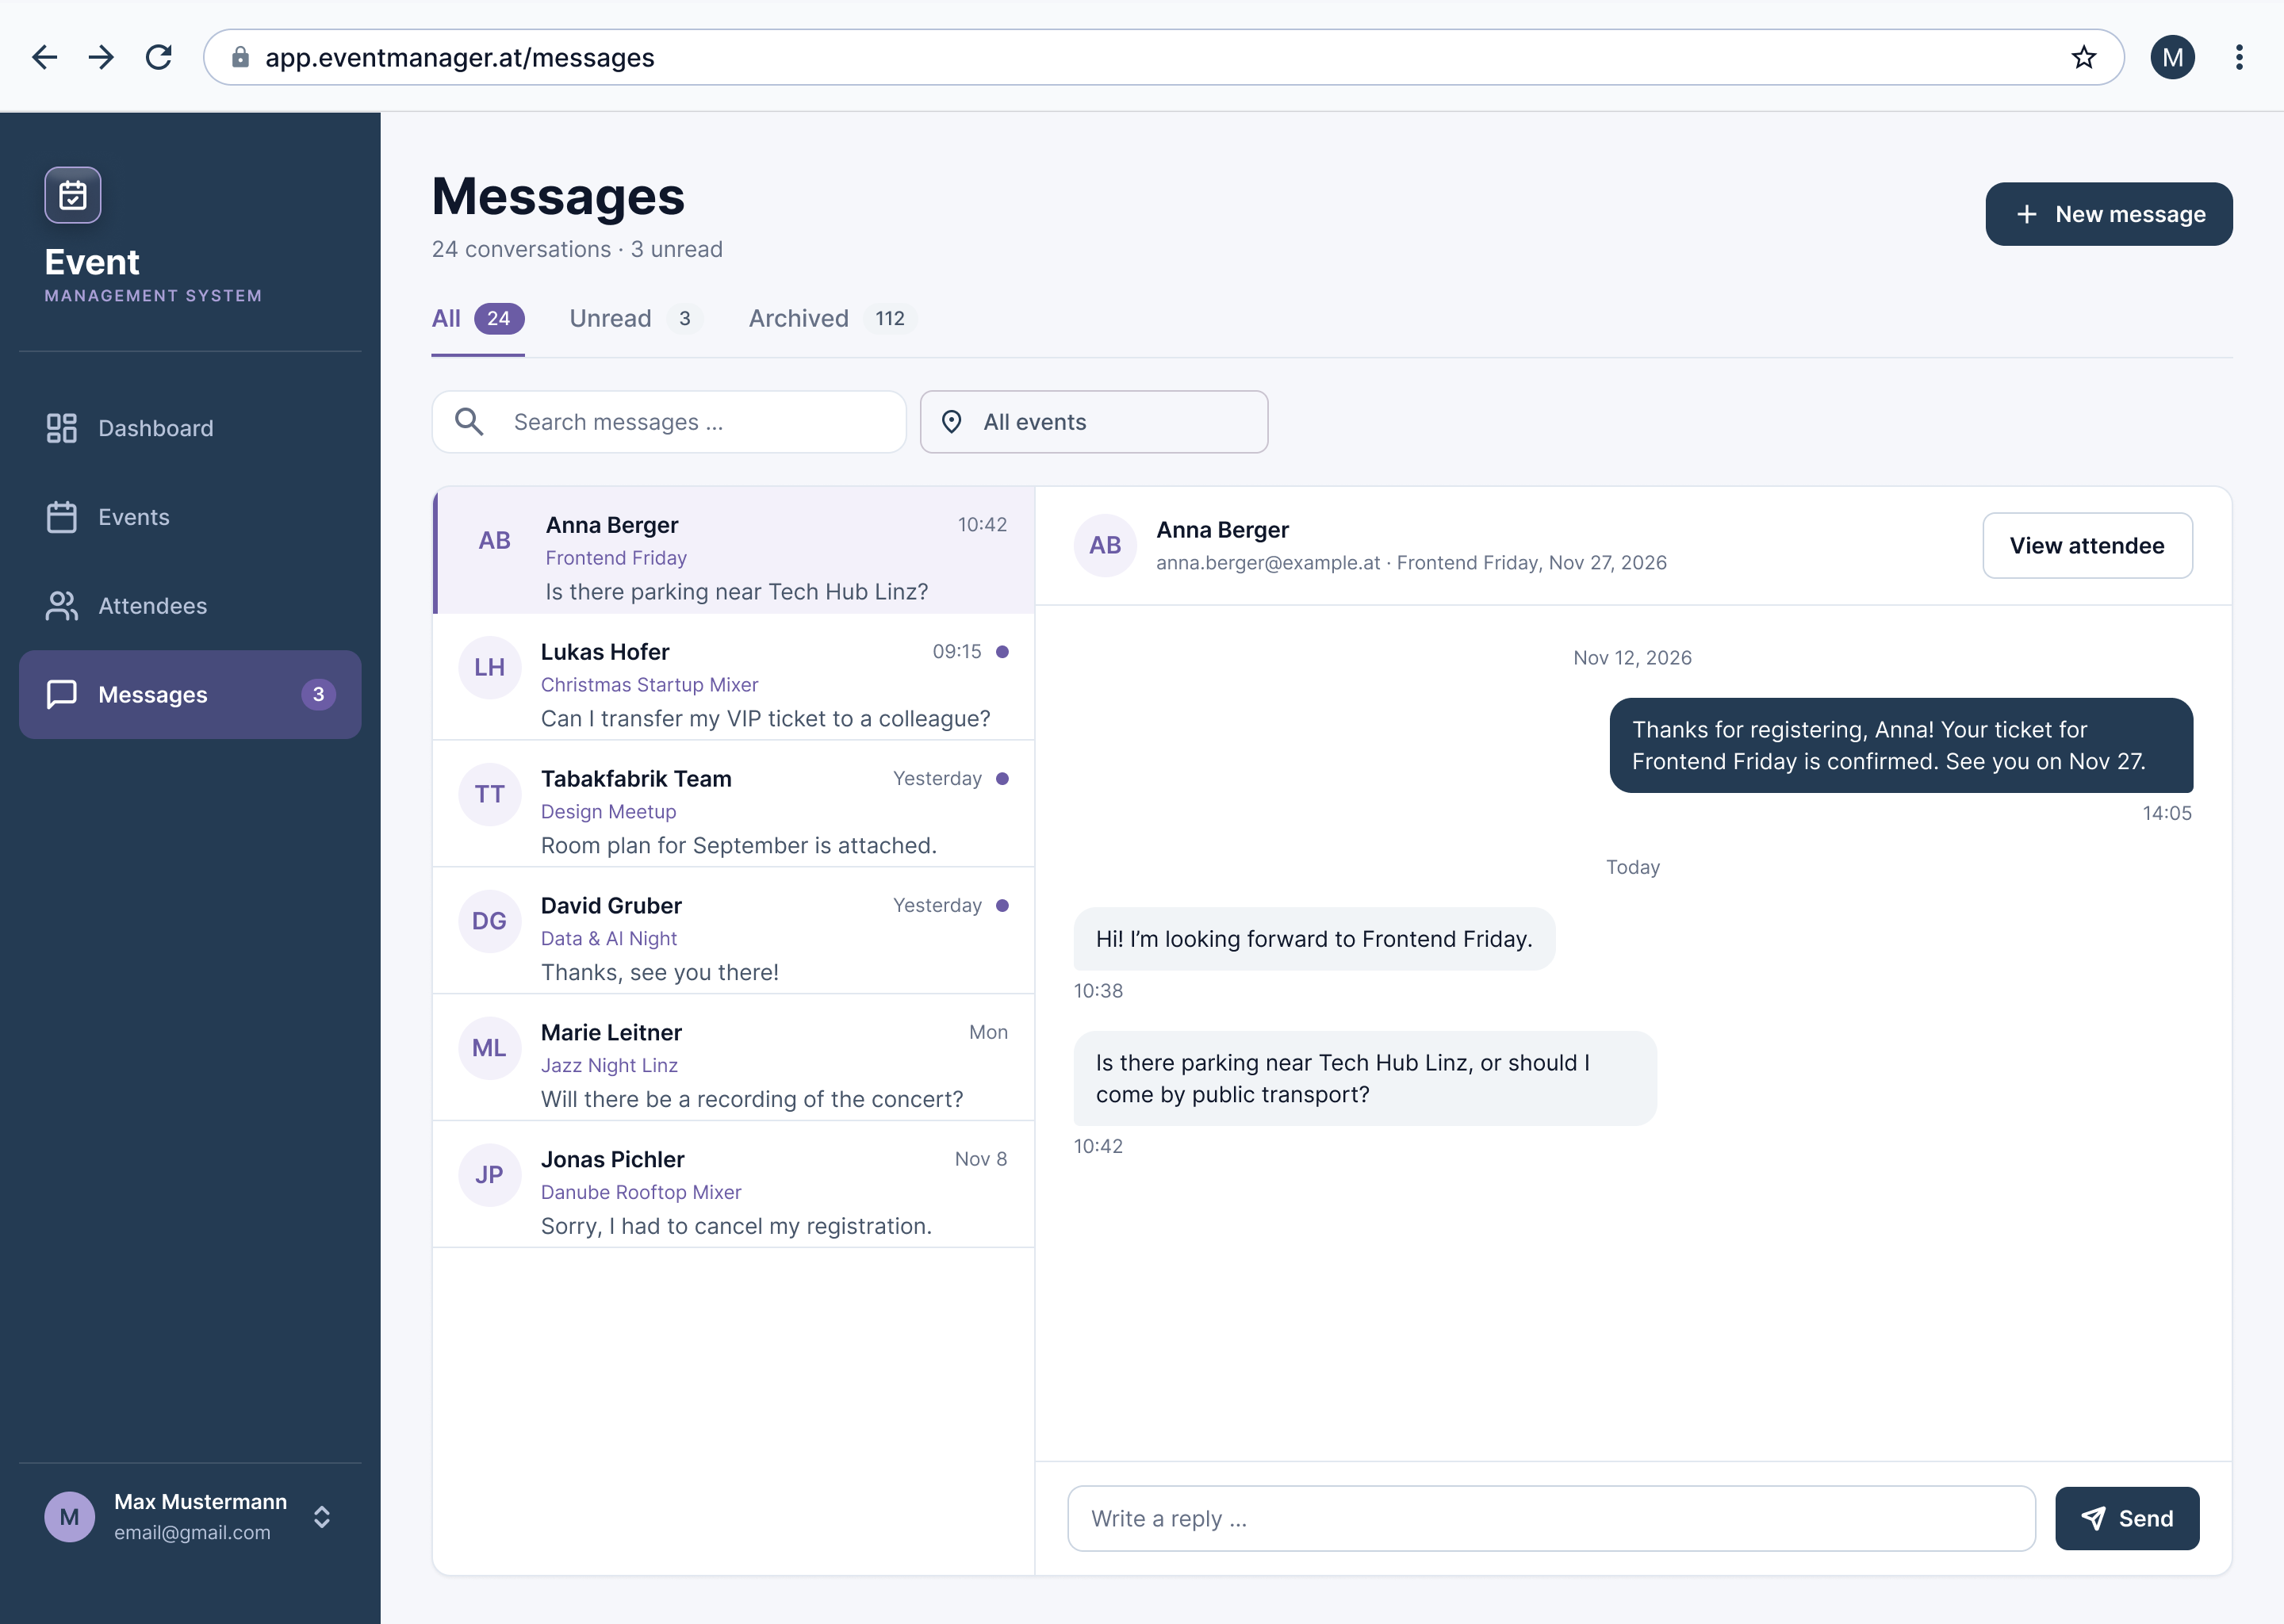 app.eventmanager.at/messages
M
Event
MANAGEMENT SYSTEM
Dashboard
Events
Attendees
Messages 3
M
Max Mustermann
email@gmail.com
Messages
24 conversations · 3 unread
New message
All 24 Unread 3 Archived 112
Search messages ...
All events
AB
Anna Berger 10:42
Frontend Friday
Is there parking near Tech Hub Linz?
LH
Lukas Hofer 09:15
Christmas Startup Mixer
Can I transfer my VIP ticket to a colleague?
TT
Tabakfabrik Team Yesterday
Design Meetup
Room plan for September is attached.
DG
David Gruber Yesterday
Data & AI Night
Thanks, see you there!
ML
Marie Leitner Mon
Jazz Night Linz
Will there be a recording of the concert?
JP
Jonas Pichler Nov 8
Danube Rooftop Mixer
Sorry, I had to cancel my registration.
AB
Anna Berger
anna.berger@example.at · Frontend Friday, Nov 27, 2026
View attendee
Nov 12, 2026
Thanks for registering, Anna! Your ticket for
Frontend Friday is confirmed. See you on Nov 27.
14:05
Today
Hi! I’m looking forward to Frontend Friday.
10:38
Is there parking near Tech Hub Linz, or should I
come by public transport?
10:42
Write a reply ...
Send